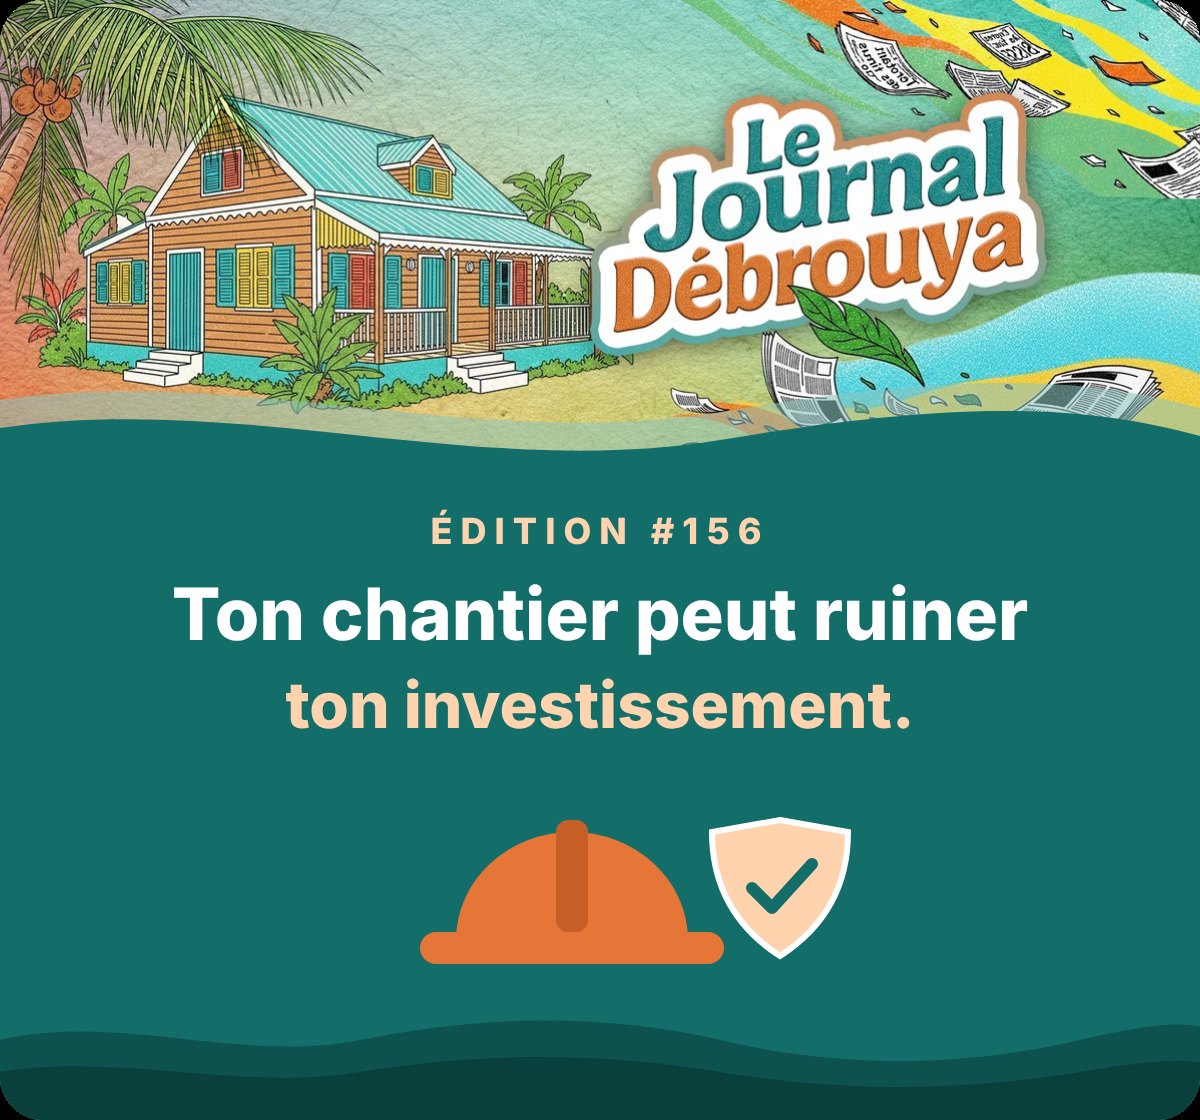 Le
Journal
Débrouya
ÉDITION #156
Ton chantier peut ruiner
ton investissement.